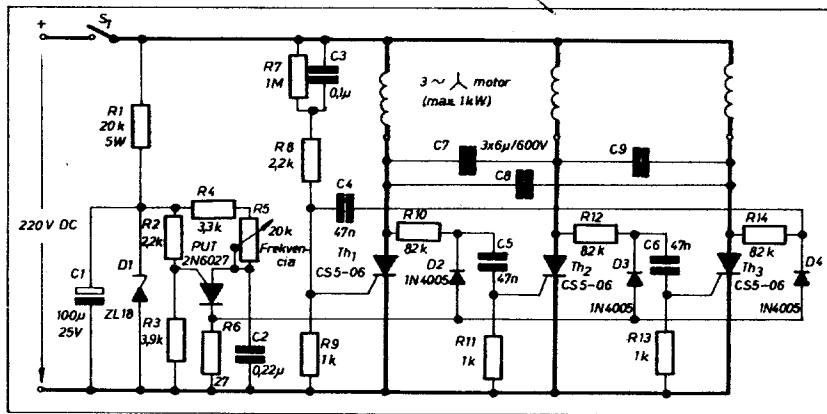 +
S1
R1
20k
5W
220V DC
C1
100µ
25V
D1
ZL18
R2
2,2k
R3
3,9k
R4
3,3k
R5
20k
Frekven
cia
PUT
2N6027
R6
27
C2
0,22µ
R7
1M
C3
0,1µ
R8
2,2k
C4
47n
R9
1k
3 ~ motor
(max. 1kW)
C7
3x6µ/600V
C9
C8
R10
82k
Th1
CS5-06
D2
1N4005
C5
47n
R11
1k
R12
82k
Th2
CS5-06
D3
1N4005
C6
47n
R13
1k
R14
82k
Th3
CS5-06
D4
1N4005
-